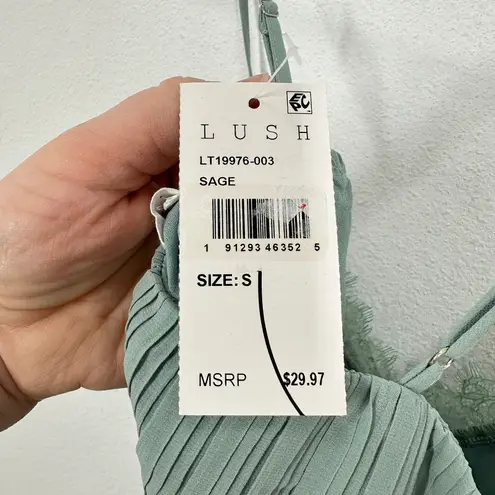 LUSH
LT19976-003
SAGE
1 91293 46352 5
SIZE: S
MSRP $29.97